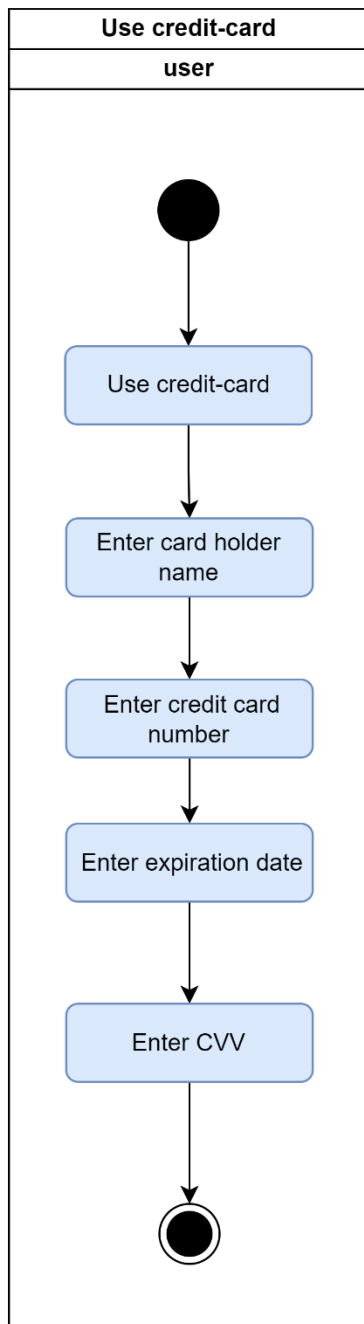 Use credit-card
user
Use credit-card
Enter card holder
name
Enter credit card
number
Enter expiration date
Enter CVV